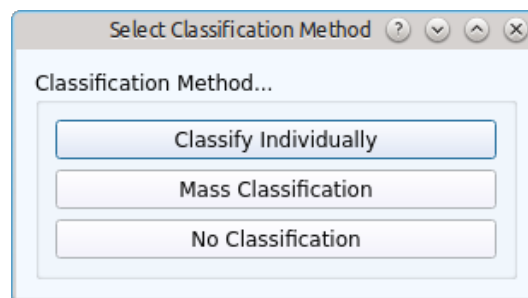 Select Classification Method
Classification Method...
Classify Individually
Mass Classification
No Classification